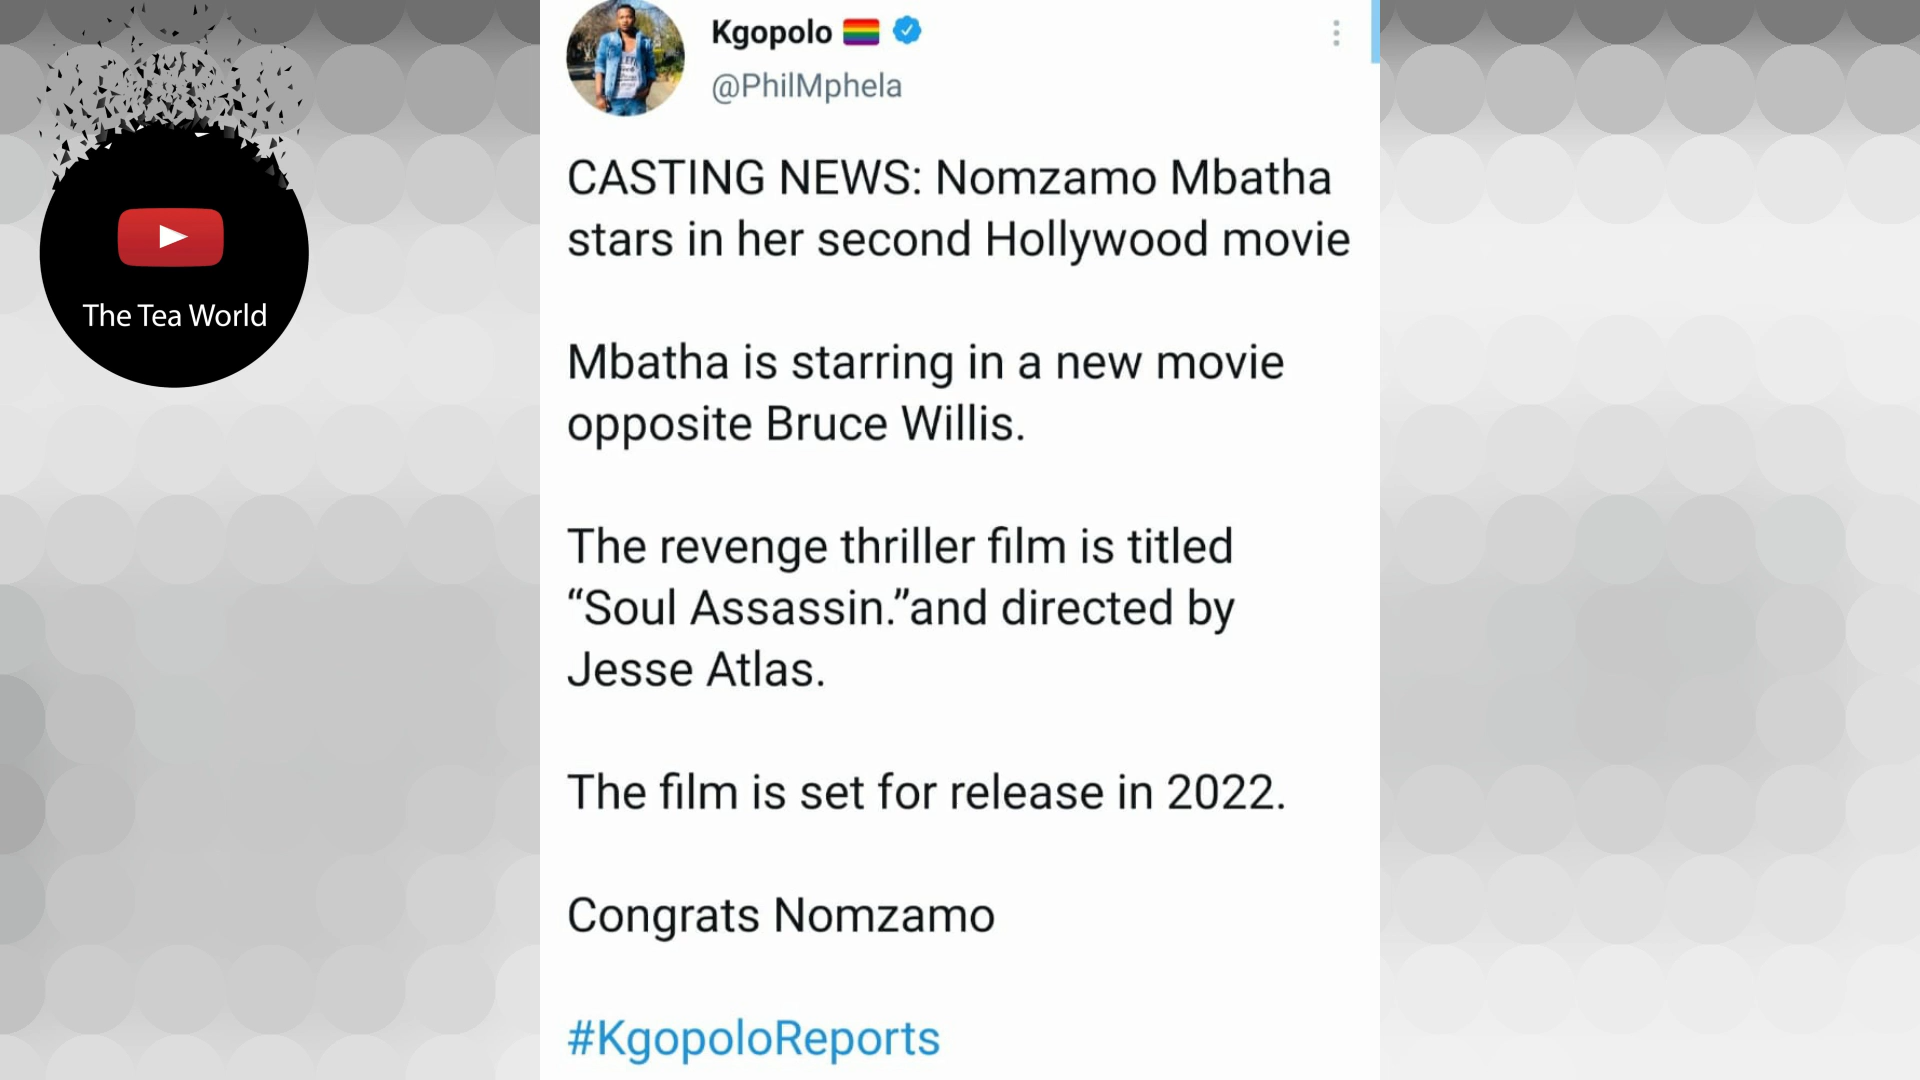 The Tea World
Kgopolo
@PhilMphela
CASTING NEWS: Nomzamo Mbatha
stars in her second Hollywood movie
Mbatha is starring in a new movie
opposite Bruce Willis.
The revenge thriller film is titled
“Soul Assassin.”and directed by
Jesse Atlas.
The film is set for release in 2022.
Congrats Nomzamo
#KgopoloReports